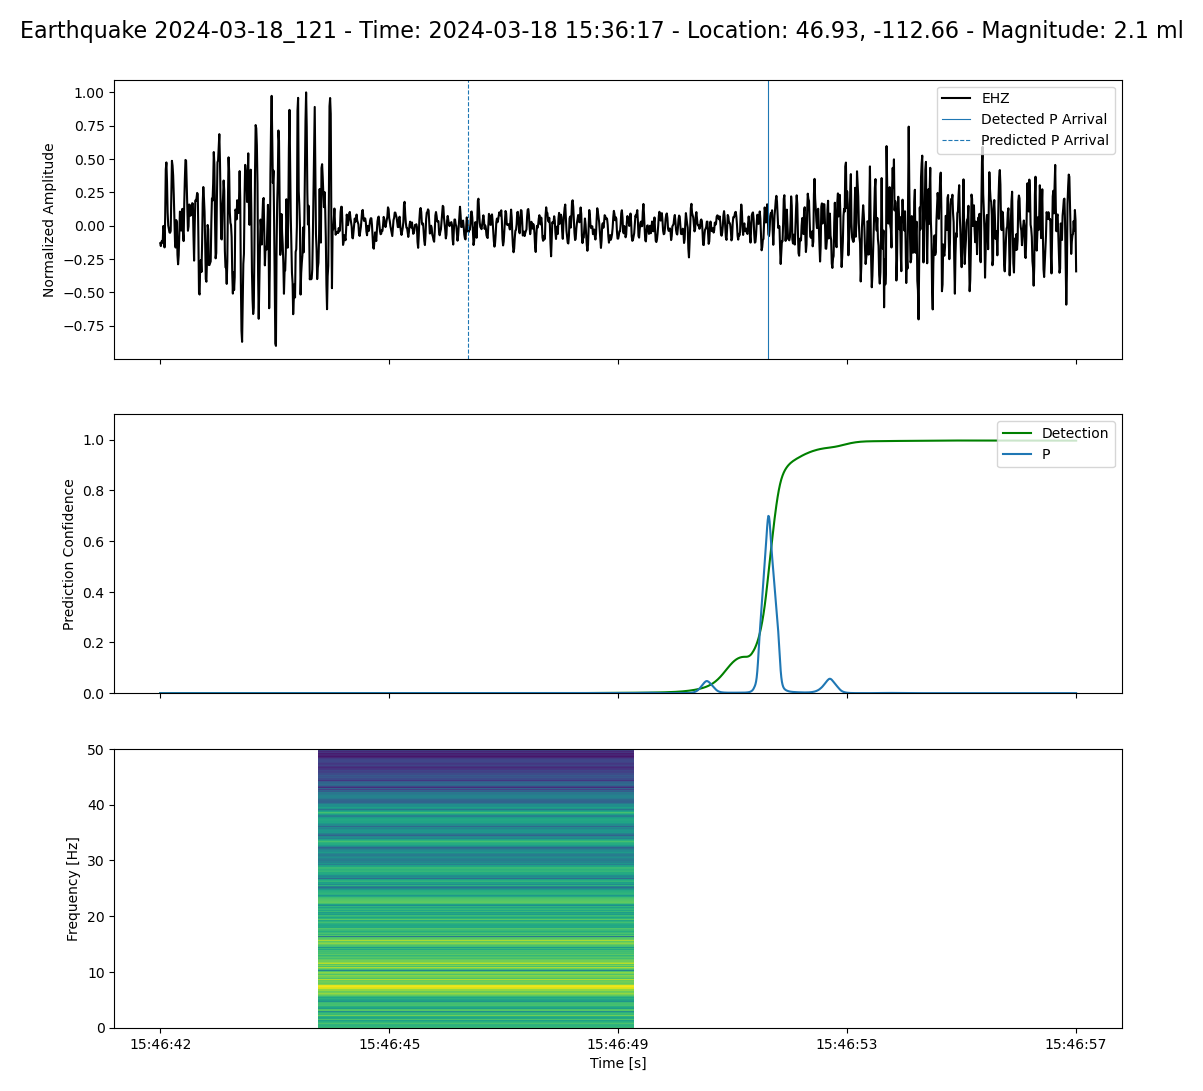 Earthquake 2024-03-18_121 - Time: 2024-03-18 15:36:17 - Location: 46.93, -112.66 - Magnitude: 2.1 ml
1.00
0.75
0.50
0.25
0.00
−0.25
−0.50
−0.75
Normalized Amplitude
EHZ
Detected P Arrival
Predicted P Arrival
1.0
0.8
0.6
0.4
0.2
0.0
Prediction Confidence
Detection
P
50
40
30
20
10
0
Frequency [Hz]
15:46:42 15:46:45 15:46:49 15:46:53 15:46:57
Time [s]